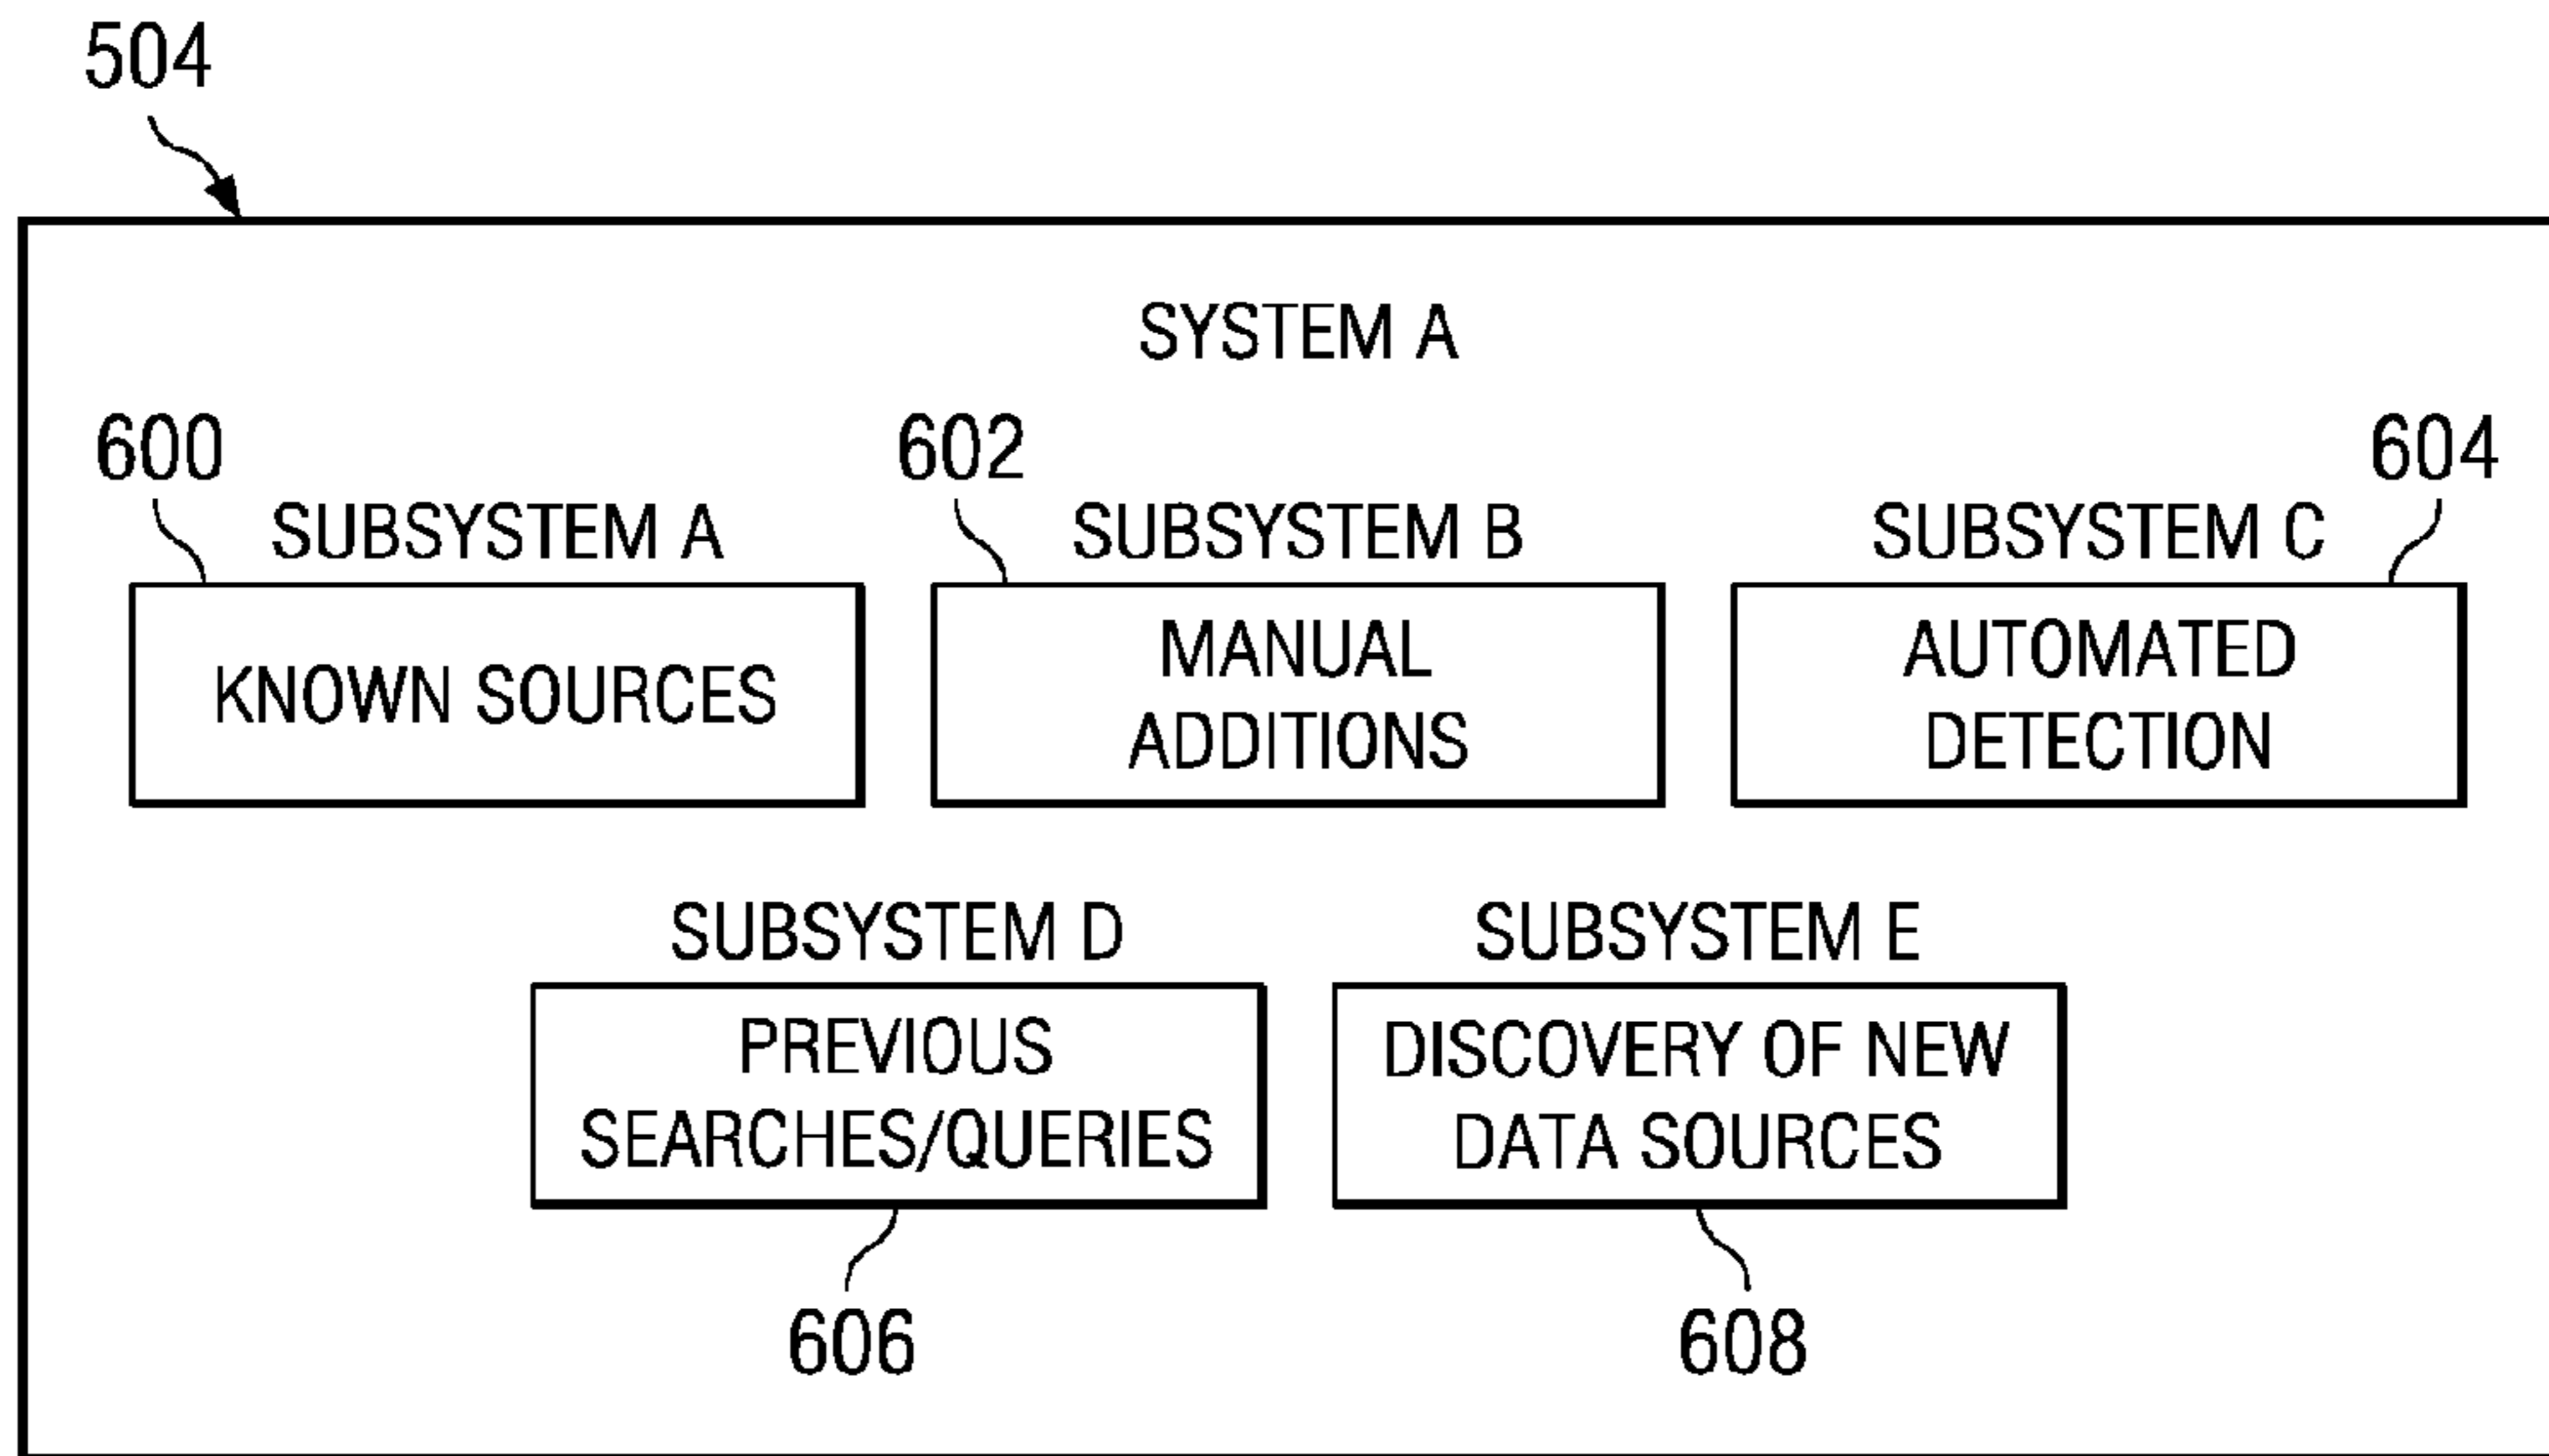 504
SYSTEM A
600
602
604
SUBSYSTEM A
SUBSYSTEM B
SUBSYSTEM C
KNOWN SOURCES
MANUAL
ADDITIONS
AUTOMATED
DETECTION
SUBSYSTEM D
SUBSYSTEM E
PREVIOUS
SEARCHES/QUERIES
DISCOVERY OF NEW
DATA SOURCES
606
608